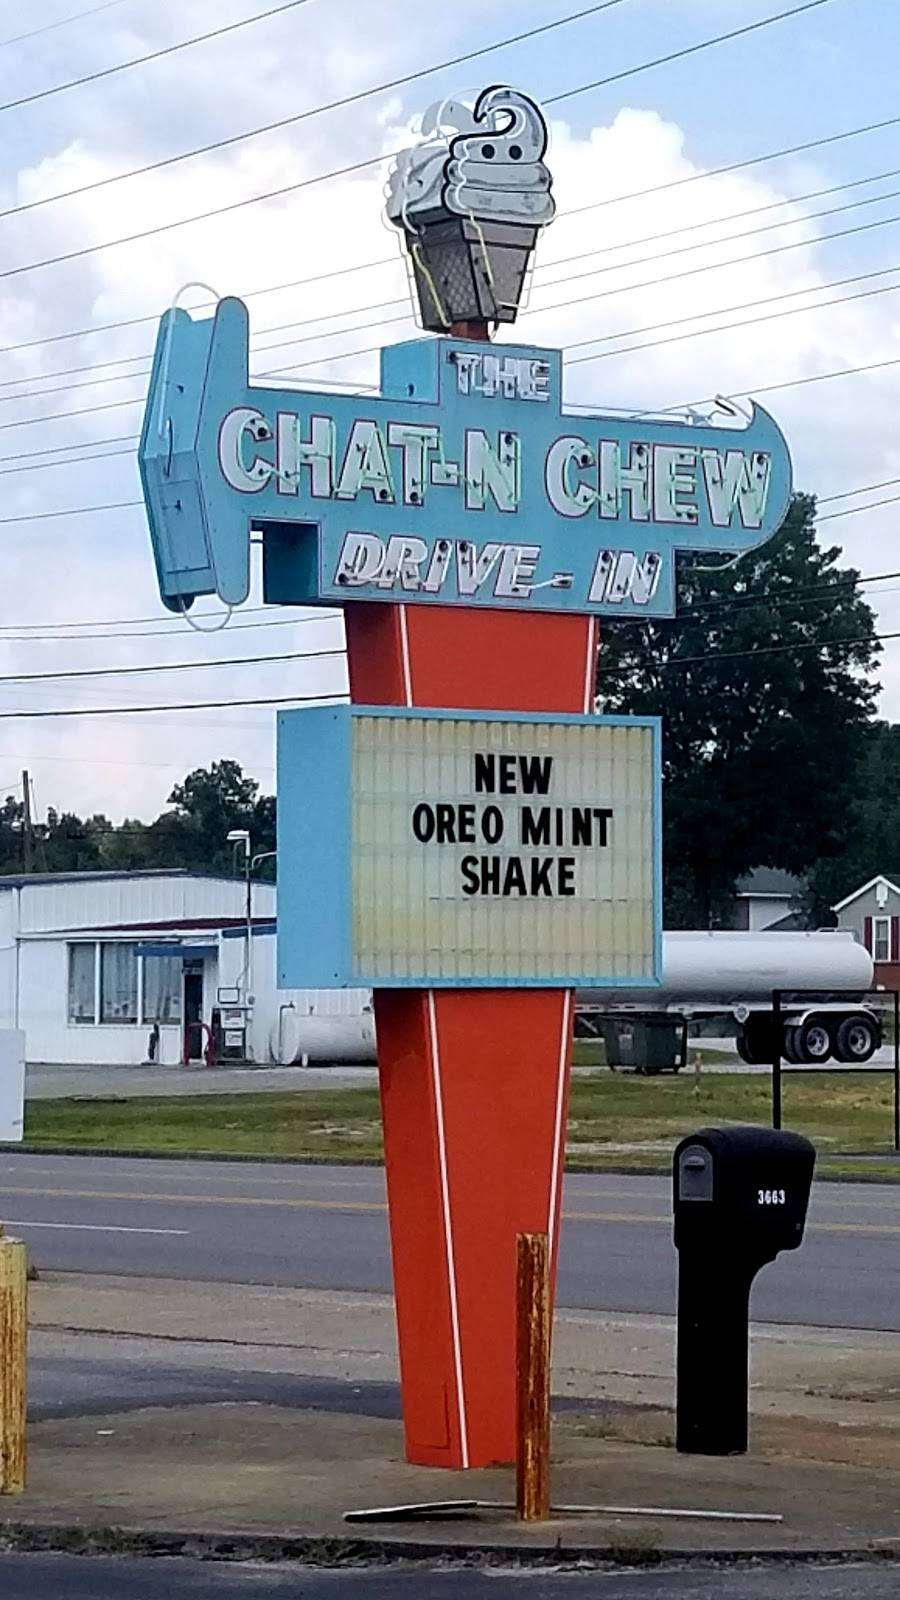 THE
CHAT-N CHEW
DRIVE-IN
NEW
OREO MINT
SHAKE
3663